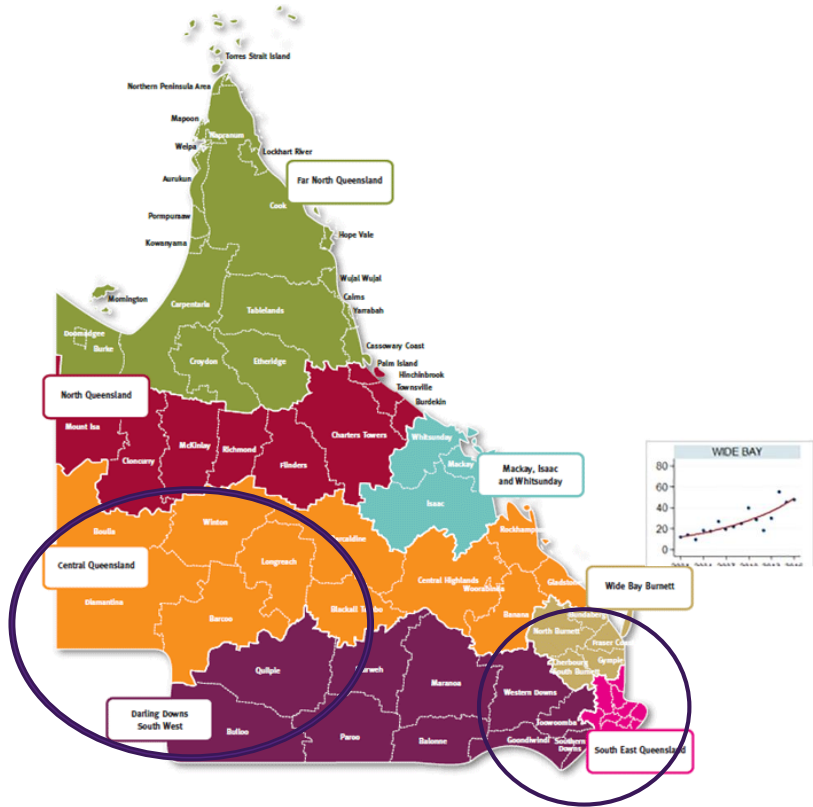 Torres Strait Island
Northern Peninsula Area
Mapoon
Napranum
Weipa
Lockhart River
Aurukun
Far North Queensland
Cook
Pormpuraaw
Hope Vale
Kowanyama
Wujal Wujal
Mornington
Cairns
Carpentaria
Tablelands
Yarrabah
Doomadgee
Burke
Cassowary Coast
Croydon
Etheridge
Palm Island
Hinchinbrook
North Queensland
Townsville
Burdekin
Mount Isa
McKinlay
Richmond
Charters Towers
Whitsunday
Cloncurry
Flinders
Mackay
Mackay, Isaac
and Whitsunday
WIDE BAY
80
60
40
20
0
Isaac
Boulia
Winton
Central Queensland
Longreach
Central Highlands
Woorabinda
Wide Bay Burnett
Diamantina
Barcoo
Banana
North Burnett
Gympie
Quilpie
Maranoa
Western Downs
Darling Downs
South West
Bulloo
Paroo
Balonne
Toowoomba
Goondiwindi
Southern
Downs
South East Queensland